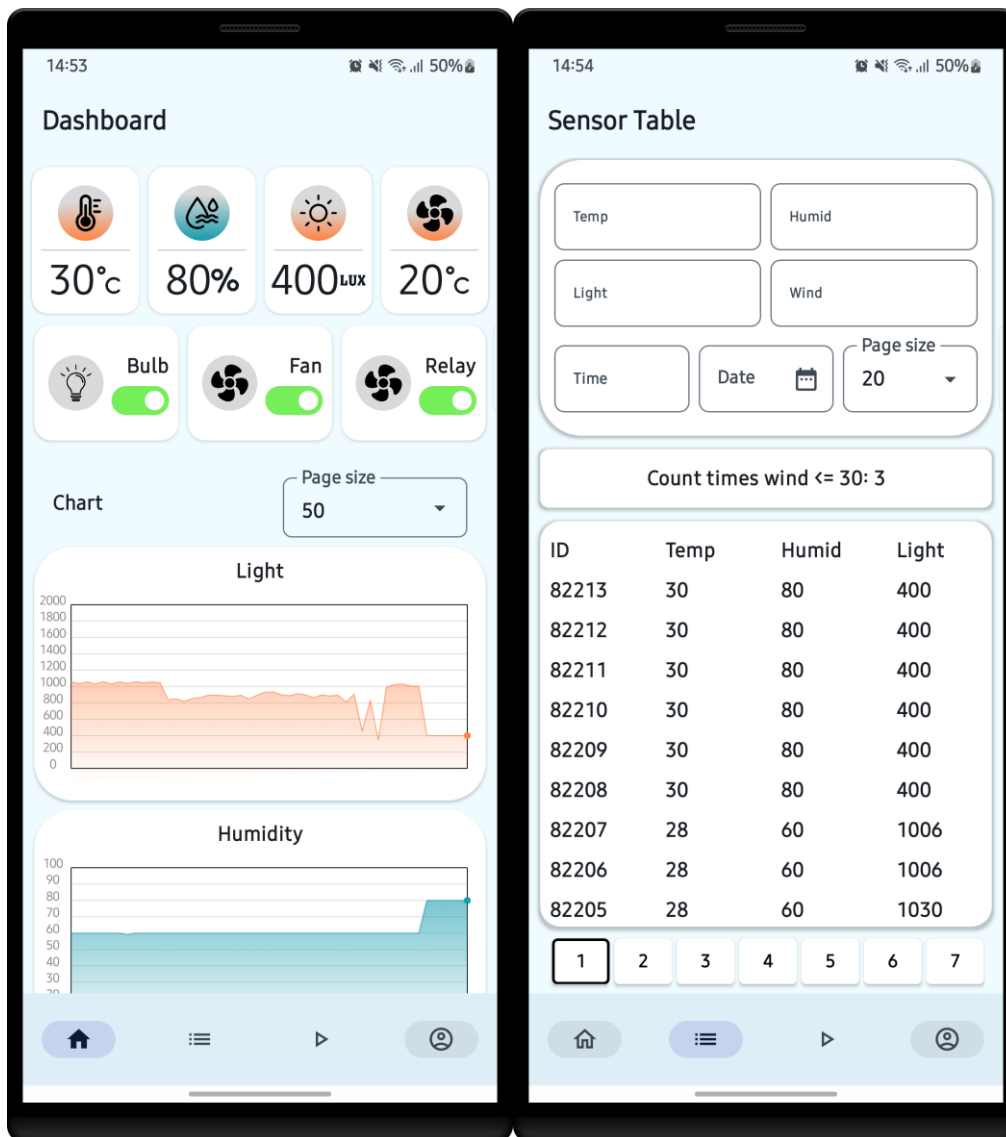 14:53 50%
Dashboard
30°C 80% 400LUX 20°C
Bulb Fan Relay
Chart Page size 50
Light
2000
1800
1600
1400
1200
1000
800
600
400
200
0
Humidity
100
90
80
70
60
50
40
30
20
14:54 50%
Sensor Table
Temp Humid
Light Wind
Time Date Page size 20
Count times wind <= 30: 3
ID Temp Humid Light
82213 30 80 400
82212 30 80 400
82211 30 80 400
82210 30 80 400
82209 30 80 400
82208 30 80 400
82207 28 60 1006
82206 28 60 1006
82205 28 60 1030
1 2 3 4 5 6 7